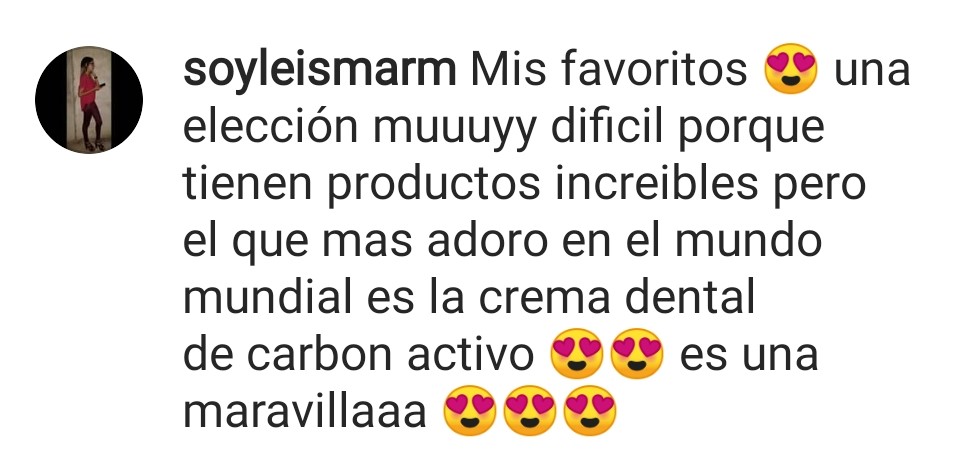 soyleismarm Mis favoritos 😍 una
elección muuuyy dificil porque
tienen productos increibles pero
el que mas adoro en el mundo
mundial es la crema dental
de carbon activo 😍😍 es una
maravillaaa 😍😍😍